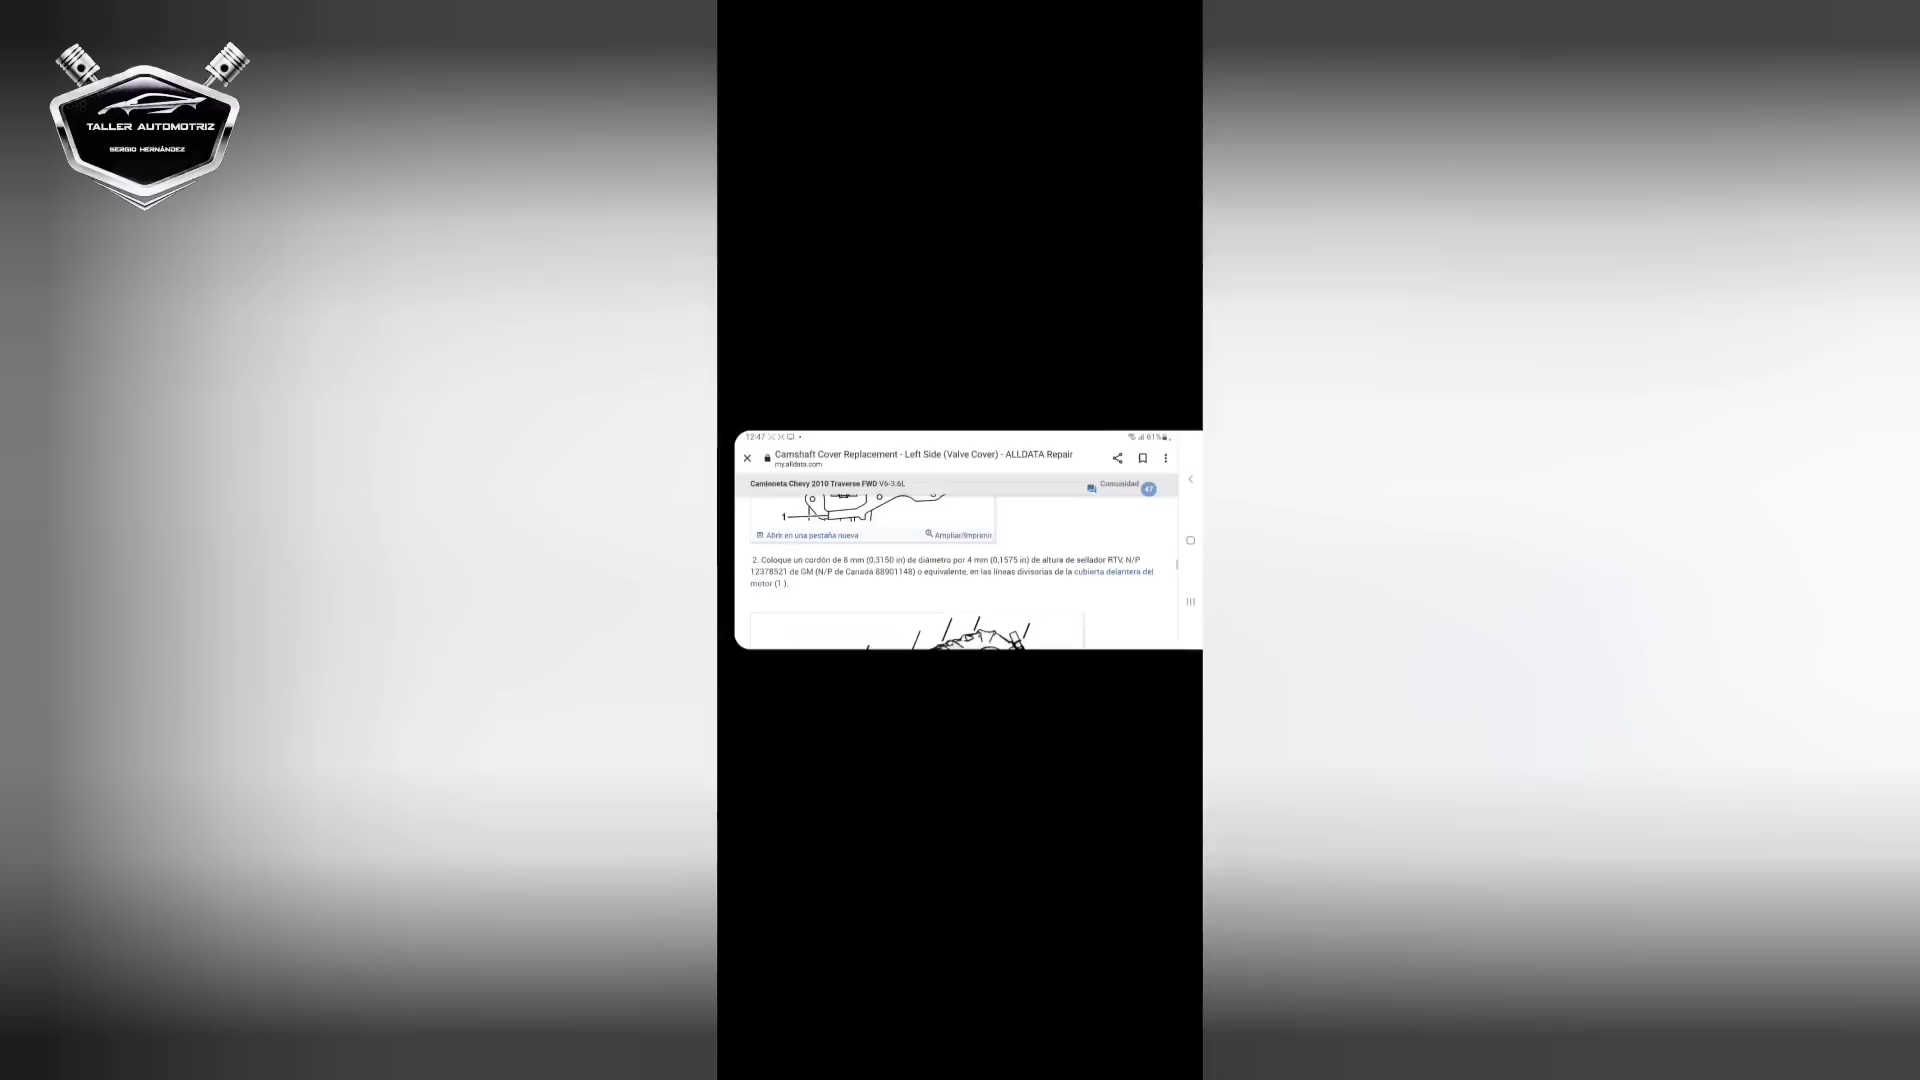 TALLER AUTOMOTRIZ
SERGIO HERNÁNDEZ
12:47
61%
Camshaft Cover Replacement - Left Side (Valve Cover) - ALLDATA Repair
my.alldata.com
Camioneta Chevy 2010 Traverse FWD V6-3.6L
Comunidad
47
1
Abrir en una pestaña nueva
Ampliar/Imprimir
2. Coloque un cordón de 8 mm (0,3150 in) de diámetro por 4 mm (0,1575 in) de altura de sellador RTV, N/P
12378521 de GM (N/P de Canadá 88901148) o equivalente, en las líneas divisorias de la cubierta delantera del
motor (1 ).